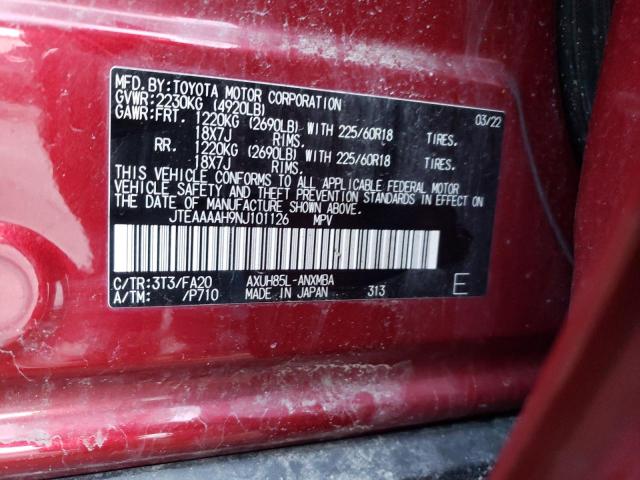 MFD.BY:TOYOTA MOTOR CORPORATION
GVWR:2230KG (4920LB) 03/22
GAWR:FRT. 1220KG (2690LB) WITH 225/60R18 TIRES.
18X7J RIMS.
RR. 1220KG (2690LB) WITH 225/60R18 TIRES.
18X7J RIMS.
THIS VEHICLE CONFORMS TO ALL APPLICABLE FEDERAL MOTOR
VEHICLE SAFETY AND THEFT PREVENTION STANDARDS IN EFFECT ON
THE DATE OF MANUFACTURE SHOWN ABOVE.
JTEAAAAH9NJ101126 MPV
C/TR:3T3/FA20 AXUH85L-ANXMBA
A/TM: /P710 MADE IN JAPAN 313 E